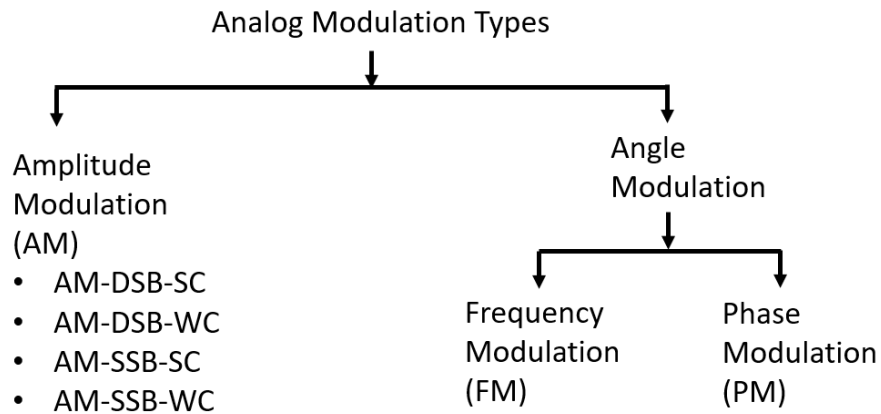 Analog Modulation Types
Amplitude
Modulation
(AM)
• AM-DSB-SC
• AM-DSB-WC
• AM-SSB-SC
• AM-SSB-WC
Angle
Modulation
Frequency
Modulation
(FM)
Phase
Modulation
(PM)